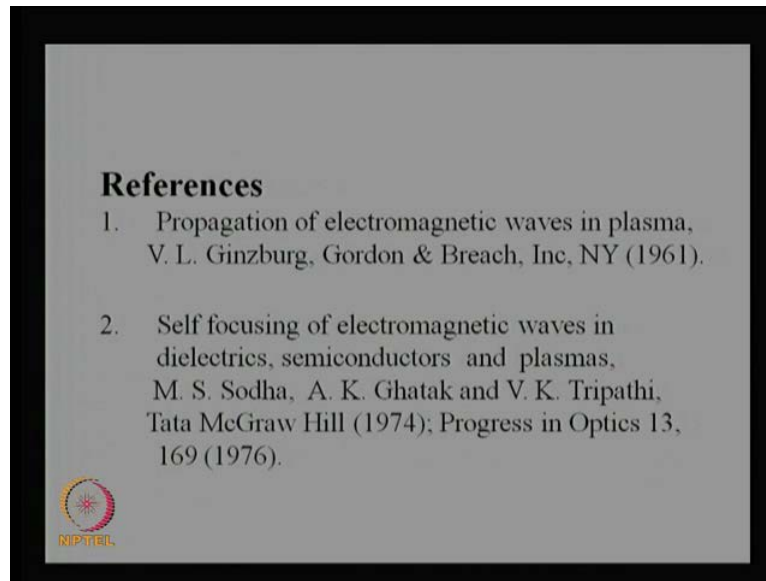 References
1. Propagation of electromagnetic waves in plasma,
V. L. Ginzburg, Gordon & Breach, Inc, NY (1961).
2. Self focusing of electromagnetic waves in
dielectrics, semiconductors and plasmas,
M. S. Sodha, A. K. Ghatak and V. K. Tripathi,
Tata McGraw Hill (1974); Progress in Optics 13,
169 (1976).
NPTEL